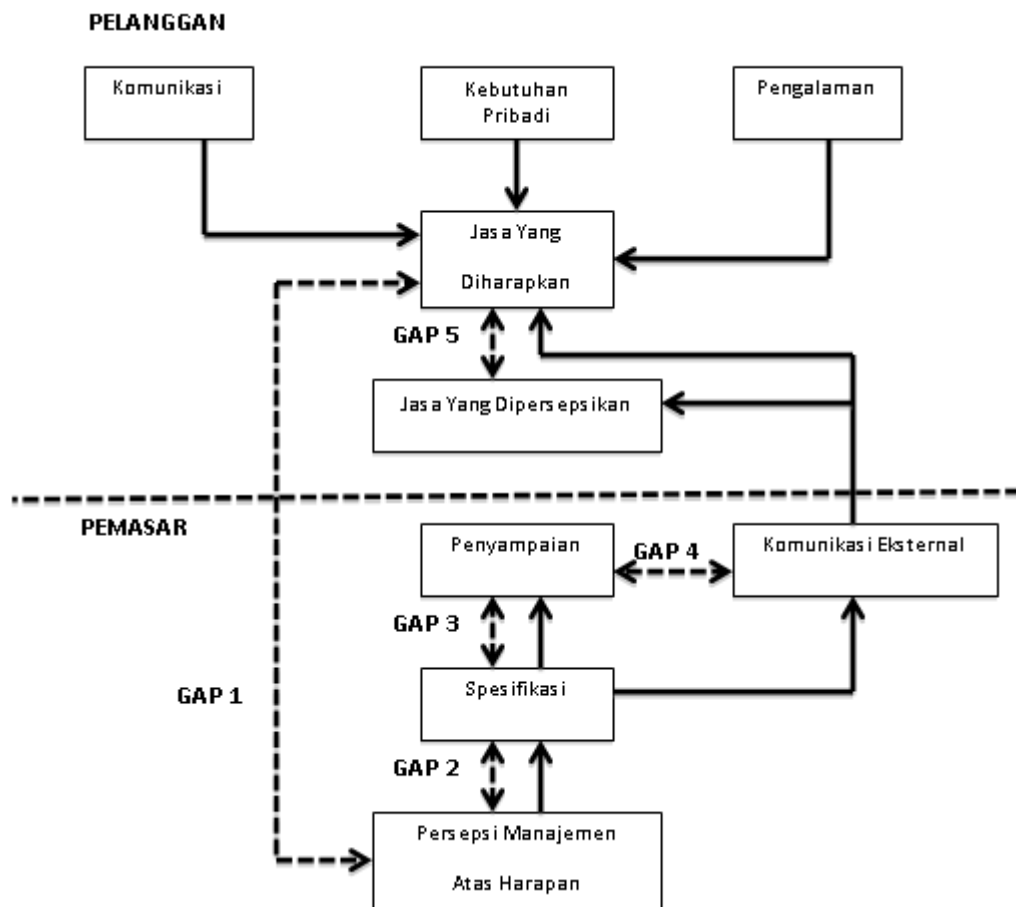 PELANGGAN
Komunikasi
Kebutuhan
Pribadi
Pengalaman
Jasa Yang
Diharapkan
GAP 5
Jasa Yang Dipersepsikan
PEMASAR
Penyampaian
GAP 4
Komunikasi Eksternal
GAP 3
GAP 1
Spesifikasi
GAP 2
Persepsi Manajemen
Atas Harapan